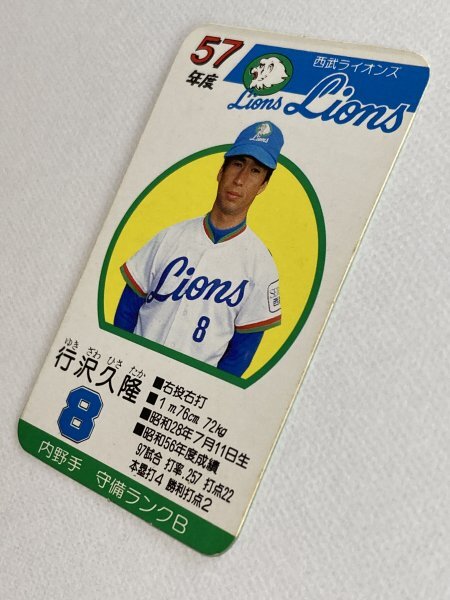 57
年度
西武ライオンズ
Lions Lions
Lions
Lions
8
ゆき ざわ ひさ たか
行沢久隆
8
■右投右打
■1m76cm 72kg
■昭和28年7月11日生
■昭和56年度成績
97試合 打率.257 打点22
本塁打4 勝利打点2
内野手 守備ランクB